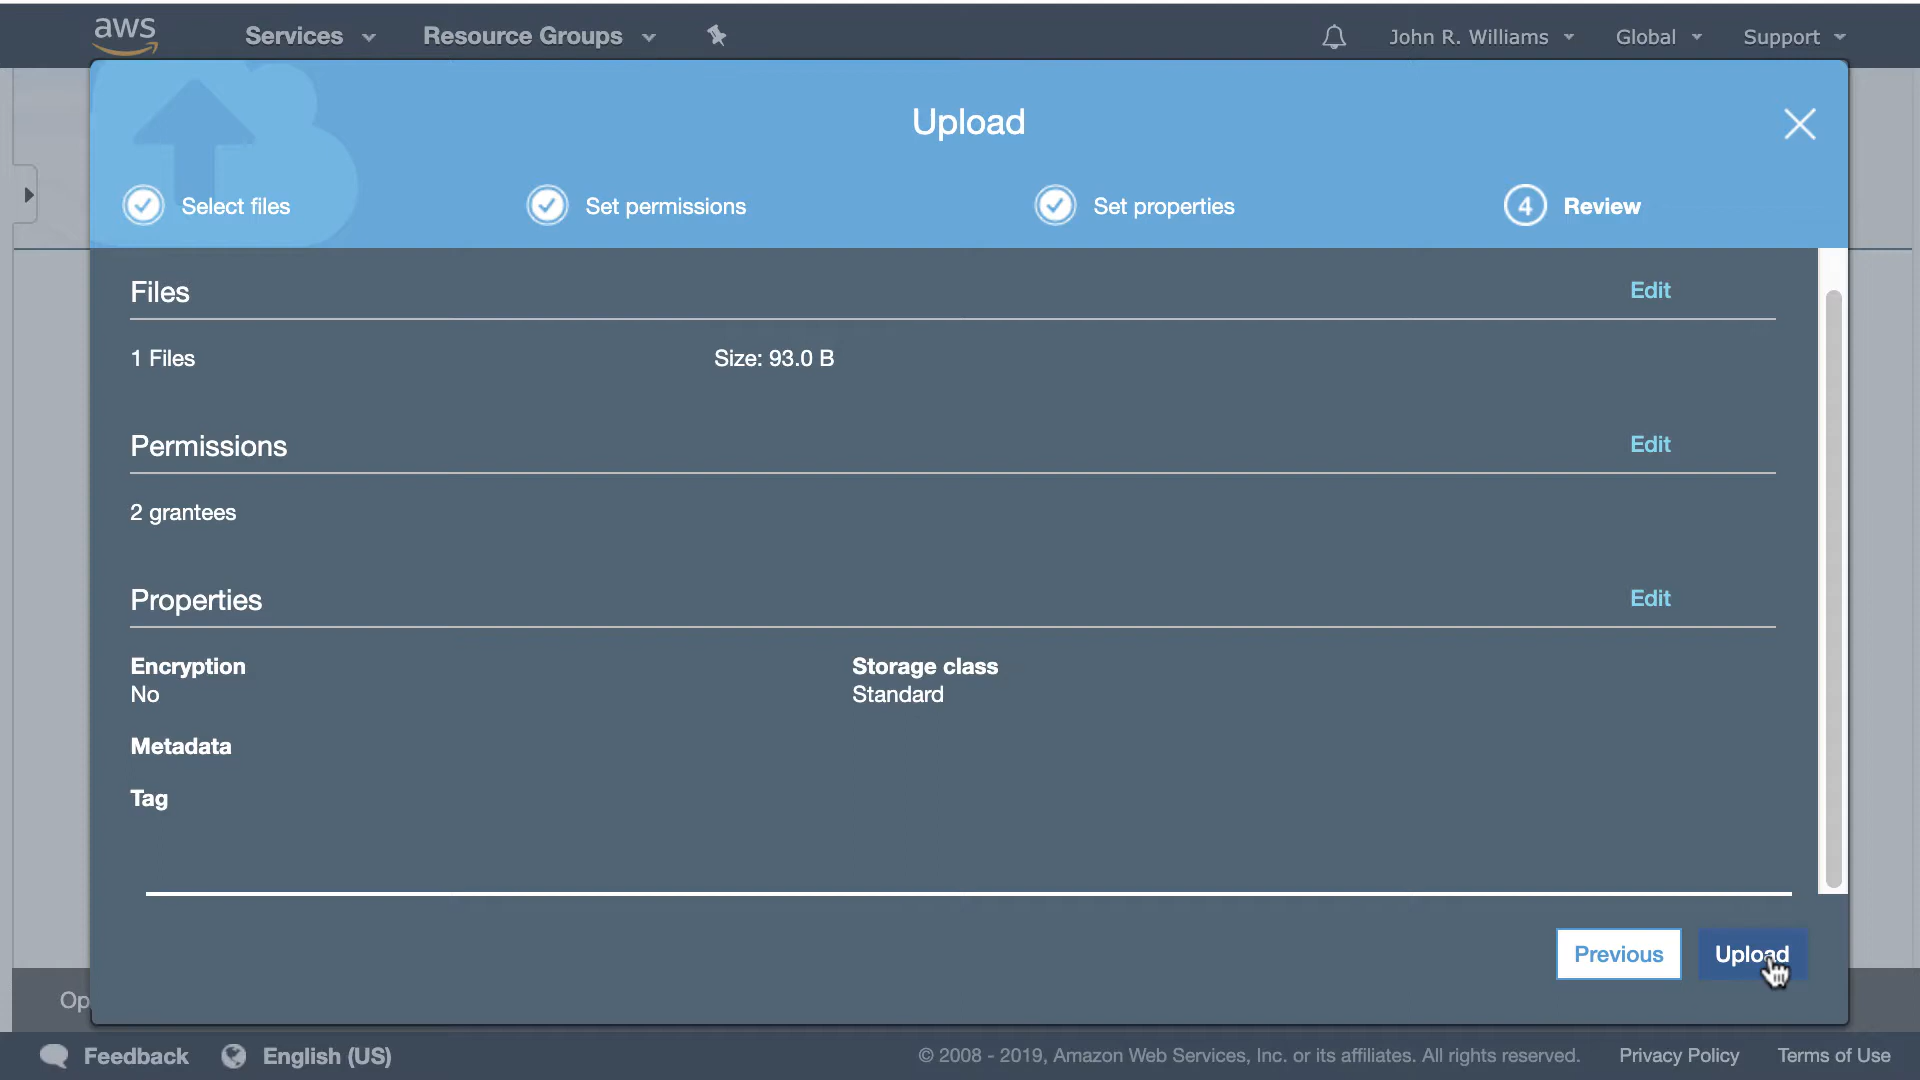 aws Services Resource Groups John R. Williams Global Support
Upload
Select files Set permissions Set properties 4 Review
Files Edit
1 Files Size: 93.0 B
Permissions Edit
2 grantees
Properties Edit
Encryption Storage class
No Standard
Metadata
Tag
Previous Upload
Op
Feedback English (US) © 2008 - 2019, Amazon Web Services, Inc. or its affiliates. All rights reserved. Privacy Policy Terms of Use